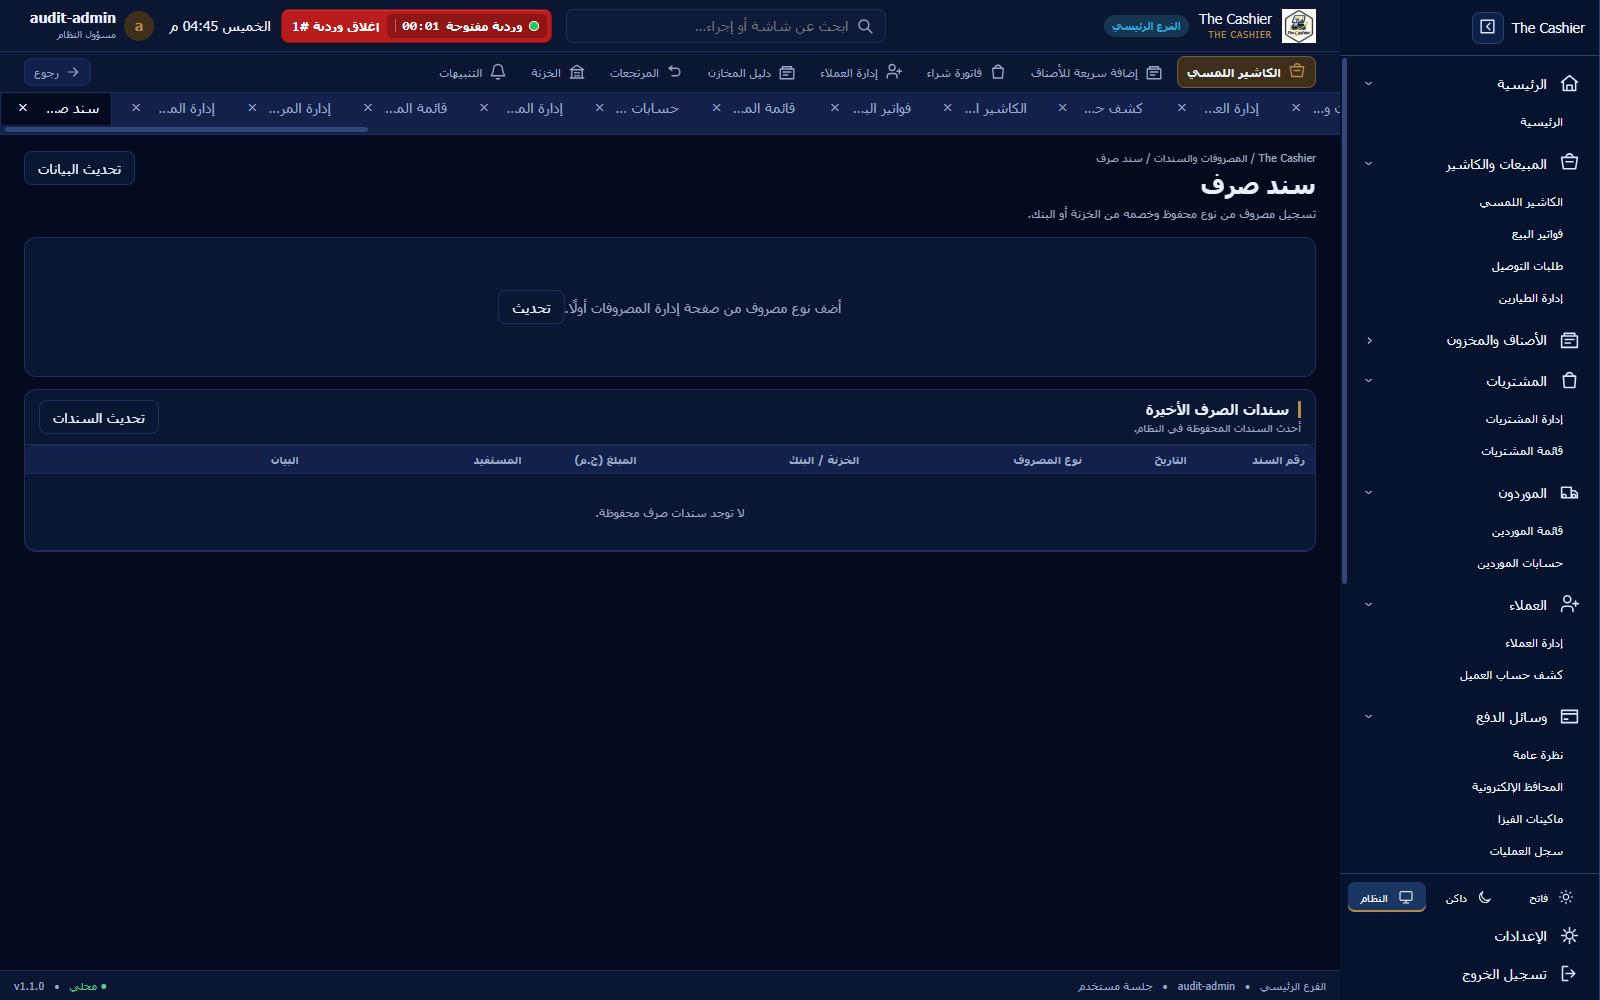 The Cashier
الرئيسية
الرئيسية
المبيعات والكاشير
الكاشير اللمسي
فواتير البيع
طلبات التوصيل
إدارة الطيارين
الأصناف والمخزون
المشتريات
إدارة المشتريات
قائمة المشتريات
الموردون
قائمة الموردين
حسابات الموردين
العملاء
إدارة العملاء
كشف حساب العميل
وسائل الدفع
نظرة عامة
المحافظ الإلكترونية
ماكينات الفيزا
سجل العمليات
فاتح
داكن
النظام
الإعدادات
تسجيل الخروج
The Cashier
THE CASHIER
الفرع الرئيسي
ابحث عن شاشة أو إجراء...
وردية مفتوحة 00:01 | إغلاق وردية #1
الخميس 04:45 م
a
audit-admin
مسؤول النظام
الكاشير اللمسي
إضافة سريعة للأصناف
فاتورة شراء
إدارة العملاء
دليل المخازن
المرتجعات
الخزنة
التنبيهات
رجوع
ت و... ×
إدارة الع... ×
كشف ح... ×
الكاشير ا... ×
فواتير الب... ×
قائمة الم... ×
حسابات ... ×
إدارة الم... ×
قائمة الم... ×
إدارة المر... ×
إدارة الم... ×
سند ص... ×
The Cashier / المصروفات والسندات / سند صرف
سند صرف
تسجيل مصروف من نوع محفوظ وخصمه من الخزنة أو البنك.
تحديث البيانات
أضف نوع مصروف من صفحة إدارة المصروفات أولًا.
تحديث
سندات الصرف الأخيرة
أحدث السندات المحفوظة في النظام.
تحديث السندات
رقم السند التاريخ نوع المصروف الخزنة / البنك المبلغ (ج.م) المستفيد البيان
لا توجد سندات صرف محفوظة.
الفرع الرئيسي • audit-admin • جلسة مستخدم
محلي • v1.1.0